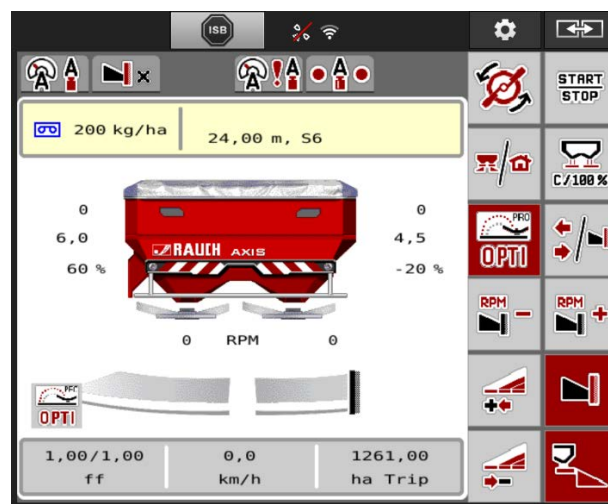 ISB
A A
A A
START
STOP
200 kg/ha
24,00 m, S6
C/100 %
0
0
PRO
OPTI
6,0
4,5
RAUCH AXIS
60 %
-20 %
RPM
RPM
0 RPM 0
OPTI
1,00/1,00
0,0
1261,00
ff
km/h
ha Trip